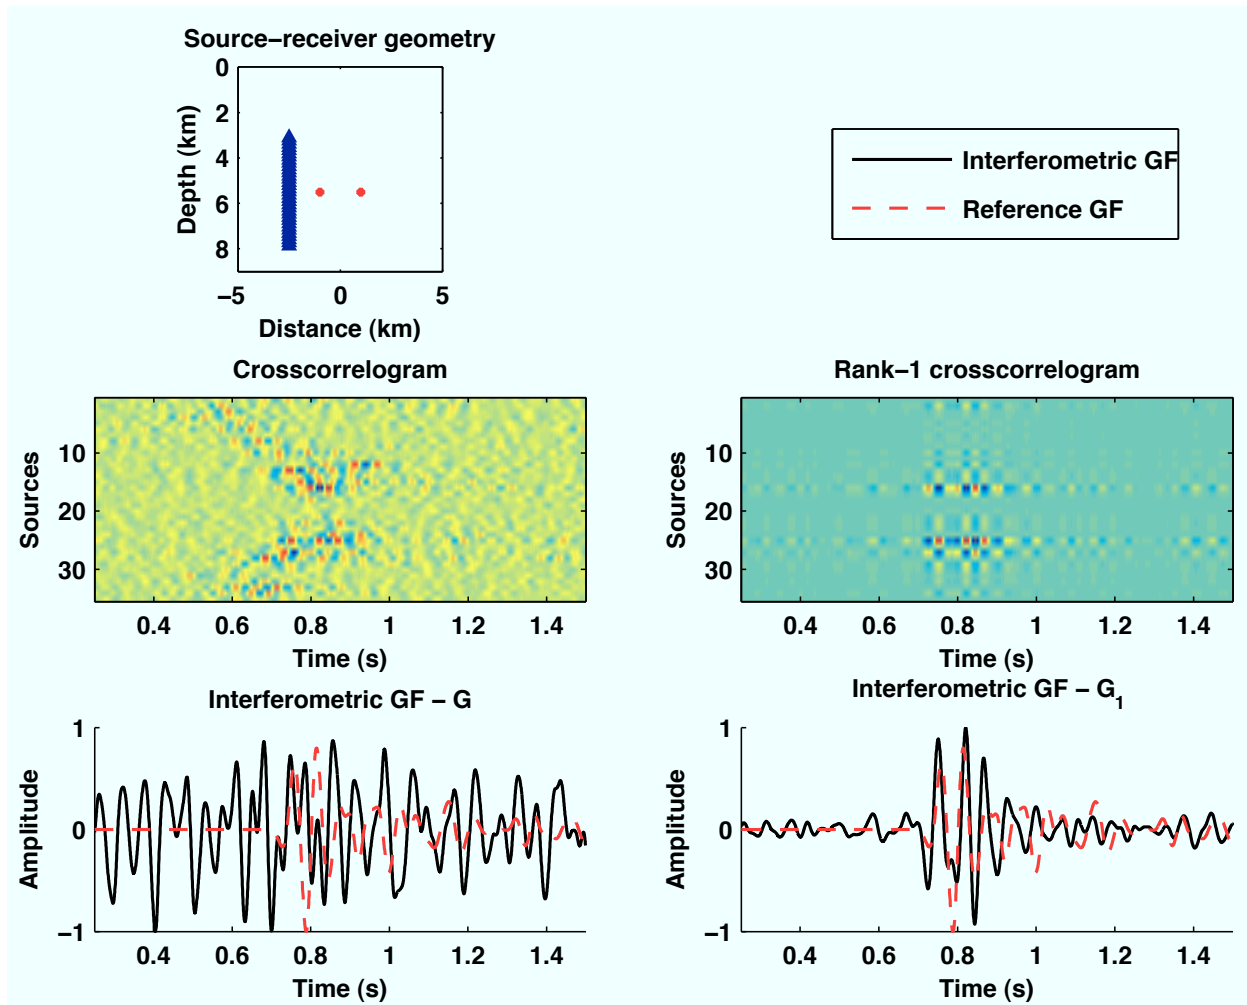 Source–receiver geometry
0
2
4
6
8
Depth (km)
−5
0
5
Distance (km)
Interferometric GF
Reference GF
Crosscorrelogram
10
20
30
Sources
0.4
0.6
0.8
1
1.2
1.4
Time (s)
Rank–1 crosscorrelogram
10
20
30
Sources
0.4
0.6
0.8
1
1.2
1.4
Time (s)
Interferometric GF – G
1
0
−1
Amplitude
0.4
0.6
0.8
1
1.2
1.4
Time (s)
Interferometric GF – G₁
1
0
−1
Amplitude
0.4
0.6
0.8
1
1.2
1.4
Time (s)